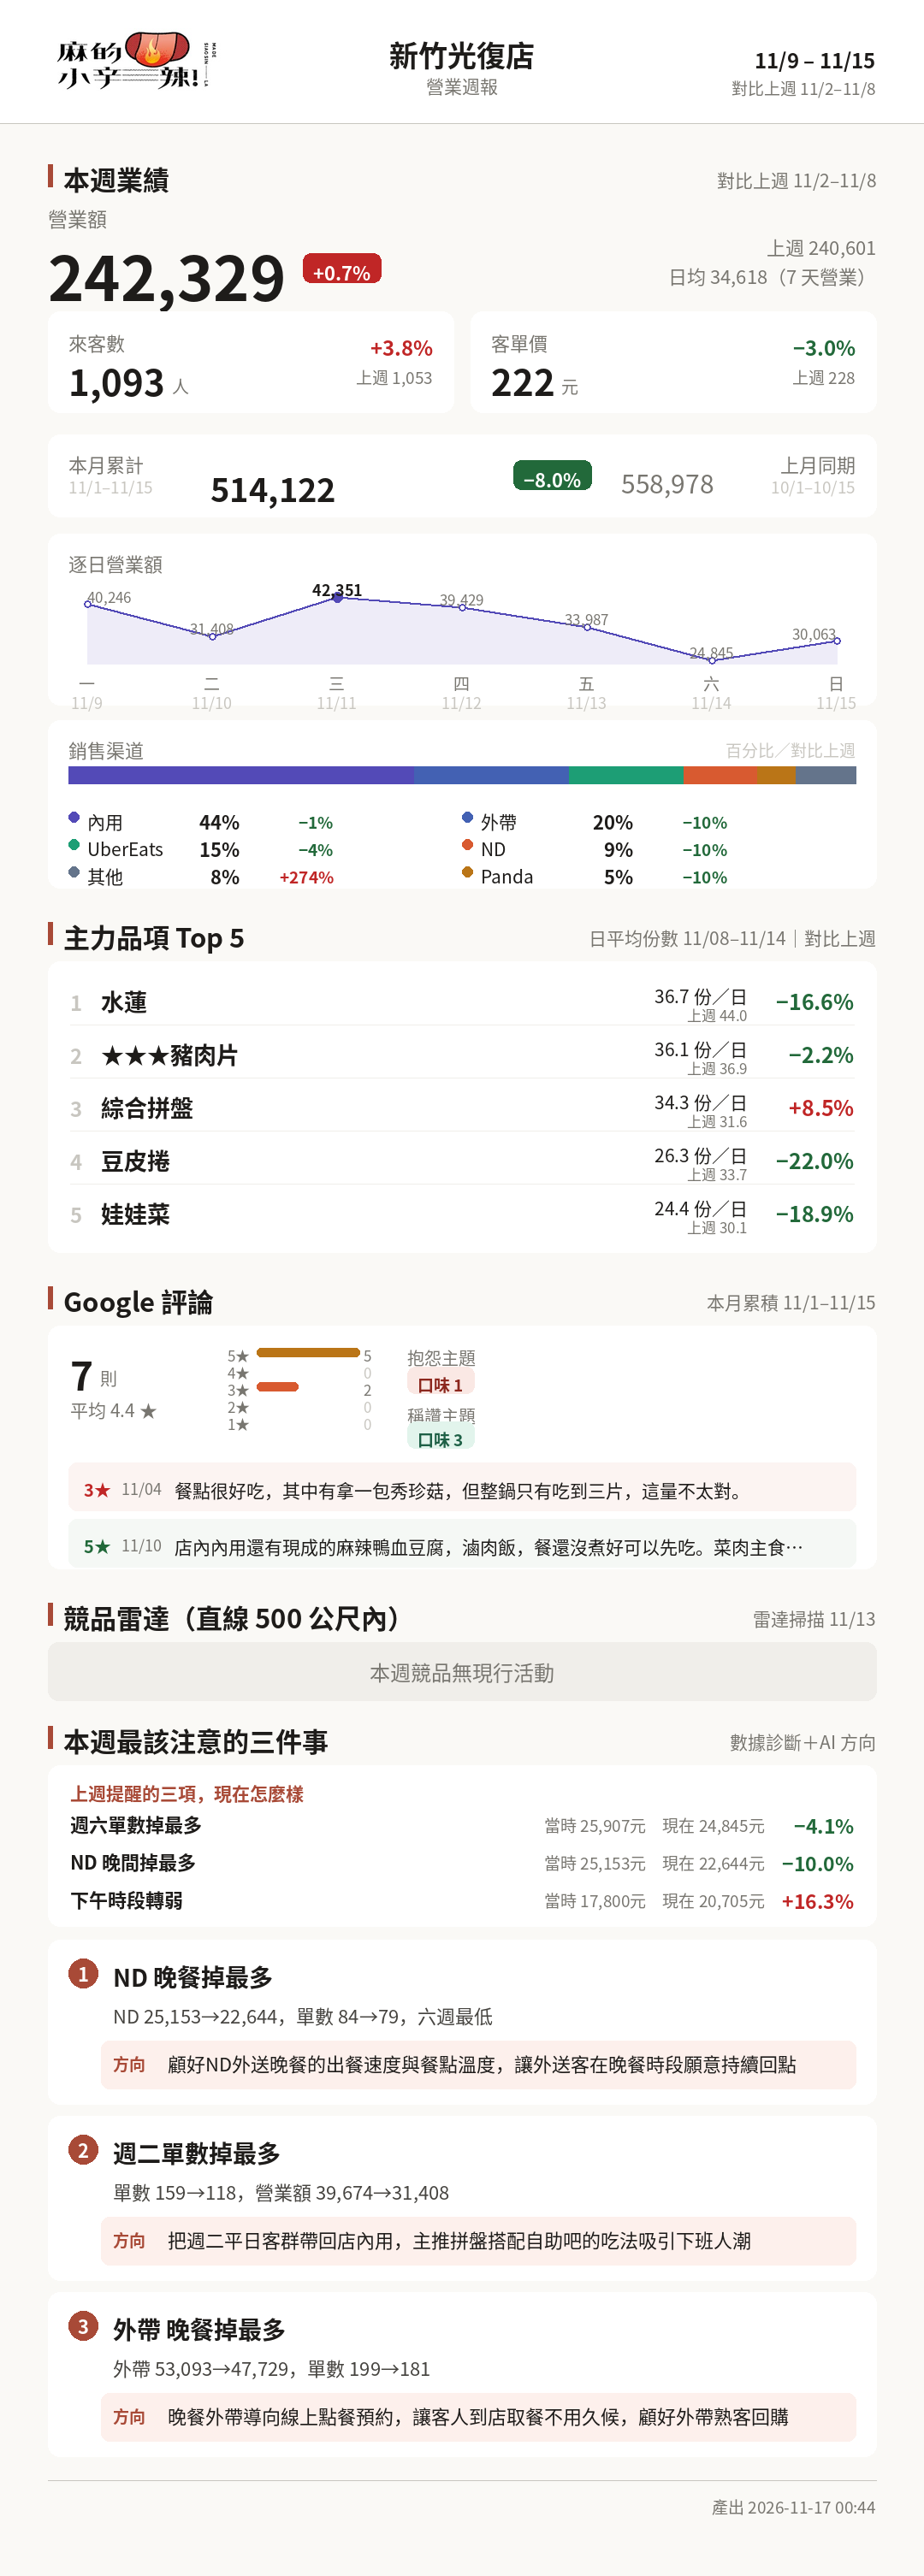 麻的
小辛一辣!
新竹光復店
營業週報
11/9 – 11/15
對比上週 11/2–11/8
本週業績
對比上週 11/2–11/8
營業額
242,329 +0.7%
上週 240,601
日均 34,618（7 天營業）
來客數 +3.8%
1,093 人 上週 1,053
客單價 −3.0%
222 元 上週 228
本月累計
11/1–11/15
514,122
−8.0% 558,978
上月同期
10/1–10/15
逐日營業額
40,246 31,408 42,351 39,429 33,987 24,845 30,063
一 二 三 四 五 六 日
11/9 11/10 11/11 11/12 11/13 11/14 11/15
銷售渠道 百分比／對比上週
內用 44% −1% 外帶 20% −10%
UberEats 15% −4% ND 9% −10%
其他 8% +274% Panda 5% −10%
主力品項 Top 5 日平均份數 11/08–11/14｜對比上週
1 水蓮 36.7 份／日 −16.6%
上週 44.0
2 ★★★豬肉片 36.1 份／日 −2.2%
上週 36.9
3 綜合拼盤 34.3 份／日 +8.5%
上週 31.6
4 豆皮捲 26.3 份／日 −22.0%
上週 33.7
5 娃娃菜 24.4 份／日 −18.9%
上週 30.1
Google 評論 本月累積 11/1–11/15
7 則
平均 4.4 ★
5★ 5
4★ 0
3★ 2
2★ 0
1★ 0
抱怨主題
口味 1
稱讚主題
口味 3
3★ 11/04 餐點很好吃，其中有拿一包秀珍菇，但整鍋只有吃到三片，這量不太對。
5★ 11/10 店內內用還有現成的麻辣鴨血豆腐，滷肉飯，餐還沒煮好可以先吃。菜肉主食…
競品雷達（直線 500 公尺內） 雷達掃描 11/13
本週競品無現行活動
本週最該注意的三件事 數據診斷＋AI 方向
上週提醒的三項，現在怎麼樣
週六單數掉最多 當時 25,907元 現在 24,845元 −4.1%
ND 晚間掉最多 當時 25,153元 現在 22,644元 −10.0%
下午時段轉弱 當時 17,800元 現在 20,705元 +16.3%
1 ND 晚餐掉最多
ND 25,153→22,644，單數 84→79，六週最低
方向 顧好ND外送晚餐的出餐速度與餐點溫度，讓外送客在晚餐時段願意持續回點
2 週二單數掉最多
單數 159→118，營業額 39,674→31,408
方向 把週二平日客群帶回店內用，主推拼盤搭配自助吧的吃法吸引下班人潮
3 外帶 晚餐掉最多
外帶 53,093→47,729，單數 199→181
方向 晚餐外帶導向線上點餐預約，讓客人到店取餐不用久候，顧好外帶熟客回購
產出 2026-11-17 00:44